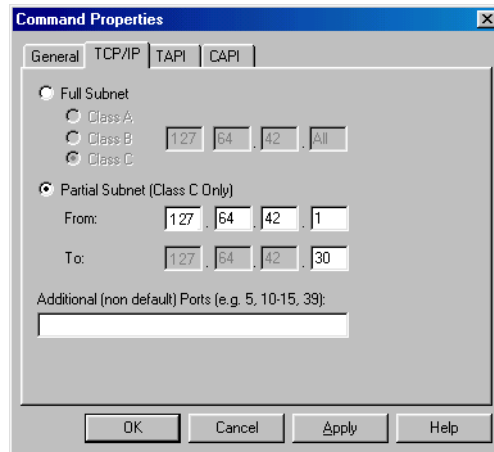 Command Properties
General TCP/IP TAPI CAPI
Full Subnet
Class A
Class B 127 . 64 . 42 . All
Class C
Partial Subnet (Class C Only)
From: 127 . 64 . 42 . 1
To: 127 . 64 . 42 . 30
Additional (non default) Ports (e.g. 5, 10-15, 39):
OK Cancel Apply Help